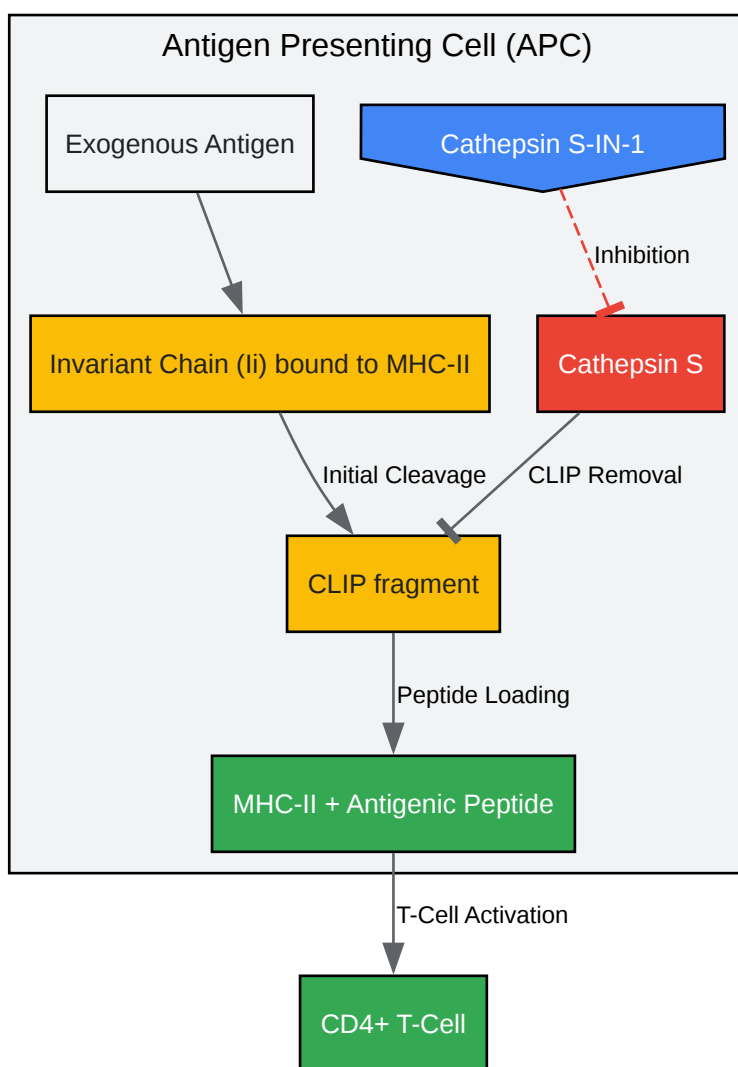 Antigen Presenting Cell (APC)
Exogenous Antigen
Cathepsin S-IN-1
Inhibition
Invariant Chain (Ii) bound to MHC-II
Cathepsin S
Initial Cleavage
CLIP Removal
CLIP fragment
Peptide Loading
MHC-II + Antigenic Peptide
T-Cell Activation
CD4+ T-Cell